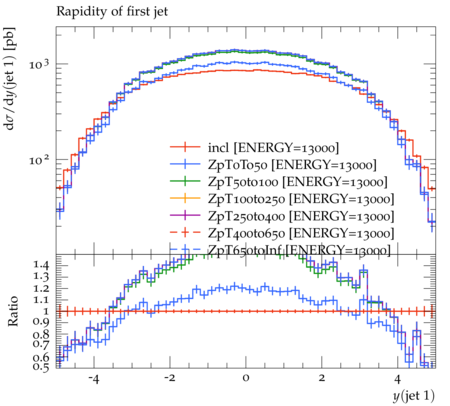 Rapidity of first jet
dσ/dy(jet 1) [pb]
10³
10²
incl [ENERGY=13000]
ZpT0To50 [ENERGY=13000]
ZpT50to100 [ENERGY=13000]
ZpT100to250 [ENERGY=13000]
ZpT250to400 [ENERGY=13000]
ZpT400to650 [ENERGY=13000]
ZpT650toInf [ENERGY=13000]
Ratio
1.4
1.3
1.2
1.1
1
0.9
0.8
0.7
0.6
0.5
-4 -2 0 2 4
y(jet 1)